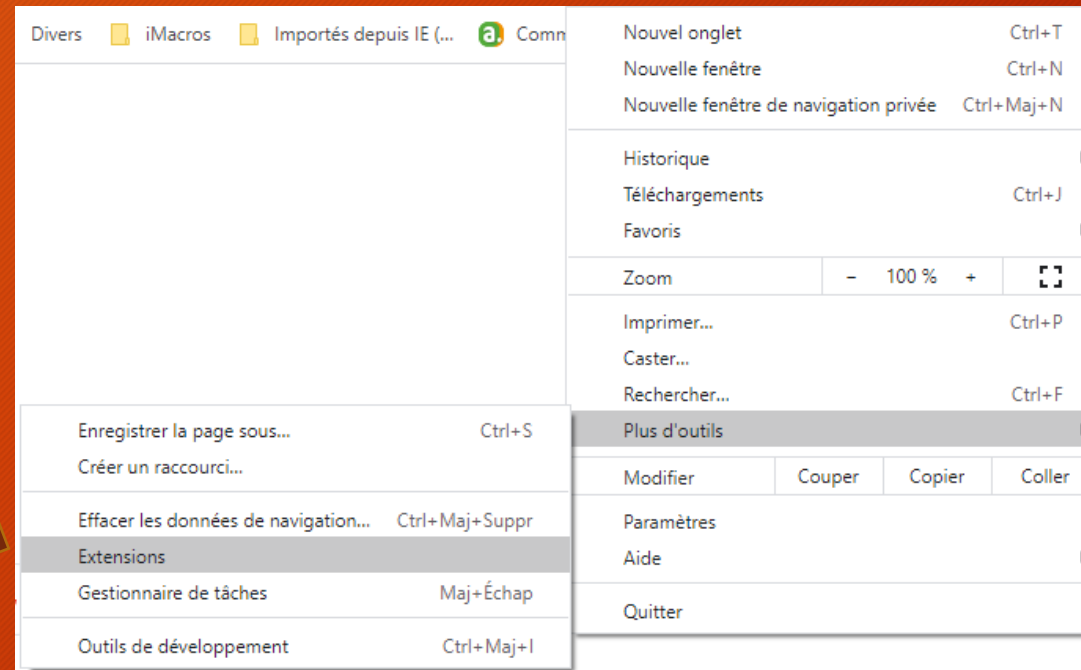 Divers iMacros Importés depuis IE (... a. Comm
Nouvel onglet Ctrl+T
Nouvelle fenêtre Ctrl+N
Nouvelle fenêtre de navigation privée Ctrl+Maj+N
Historique
Téléchargements Ctrl+J
Favoris
Zoom - 100 % +
Imprimer... Ctrl+P
Caster...
Rechercher... Ctrl+F
Plus d'outils
Modifier Couper Copier Coller
Paramètres
Aide
Quitter
Enregistrer la page sous... Ctrl+S
Créer un raccourci...
Effacer les données de navigation... Ctrl+Maj+Suppr
Extensions
Gestionnaire de tâches Maj+Échap
Outils de développement Ctrl+Maj+I